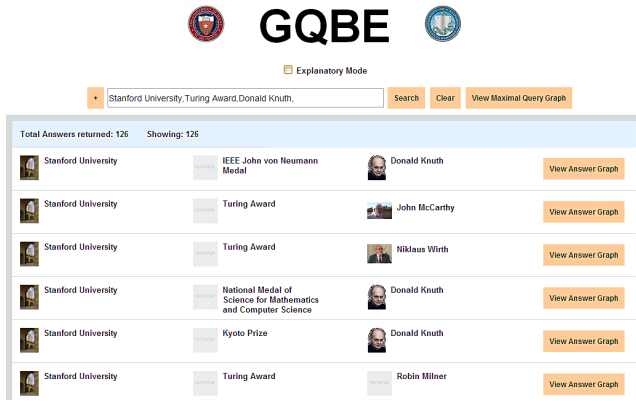 GQBE
Explanatory Mode
+ Stanford University,Turing Award,Donald Knuth, Search Clear View Maximal Query Graph
Total Answers returned: 126 Showing: 126
Stanford University IEEE John von Neumann Donald Knuth View Answer Graph
Medal
Stanford University Turing Award John McCarthy View Answer Graph
Stanford University Turing Award Niklaus Wirth View Answer Graph
Stanford University National Medal of Donald Knuth View Answer Graph
Science for Mathematics
and Computer Science
Stanford University Kyoto Prize Donald Knuth View Answer Graph
Stanford University Turing Award Robin Milner View Answer Graph